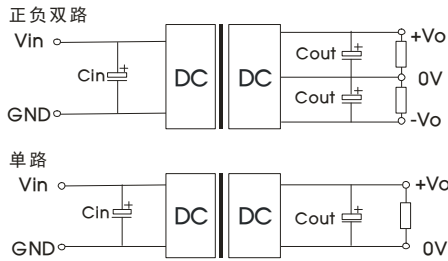 正负双路
Vin
+Vo
Cout
Cin
DC
DC
0V
Cout
GND
-Vo
单路
Vin
+Vo
Cin
DC
DC
Cout
GND
0V